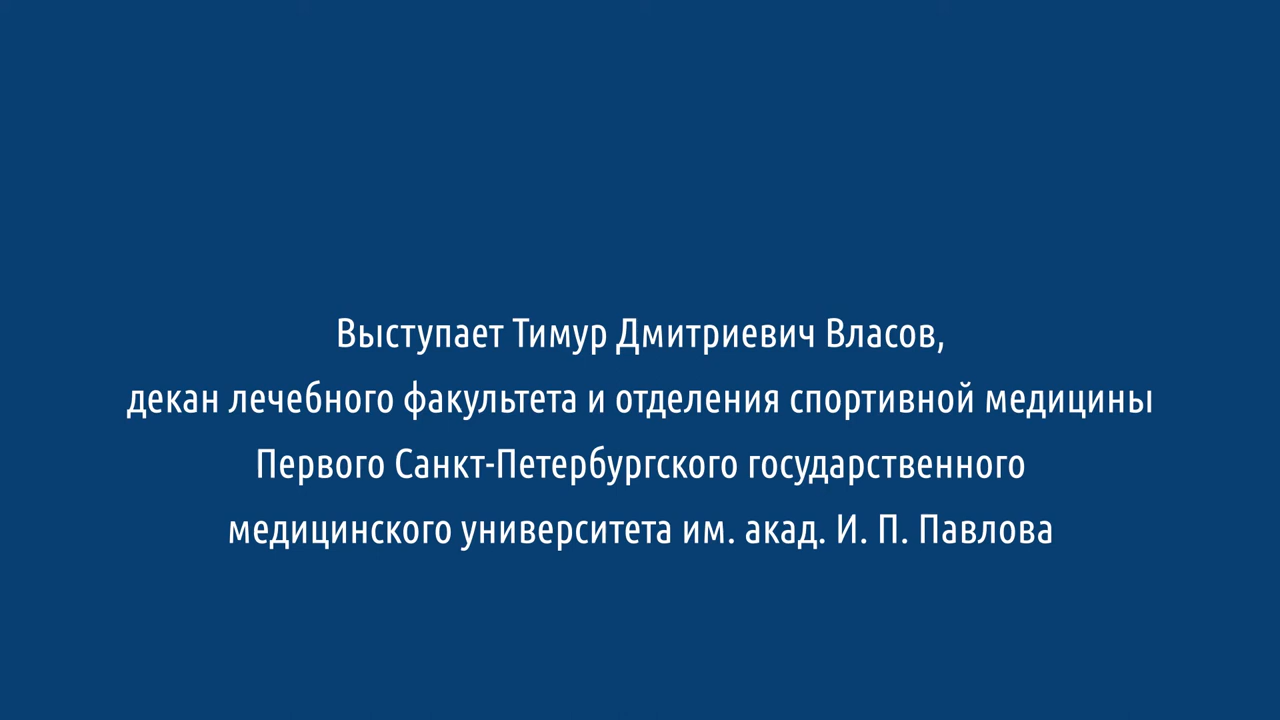 Выступает Тимур Дмитриевич Власов,
декан лечебного факультета и отделения спортивной медицины
Первого Санкт-Петербургского государственного
медицинского университета им. акад. И. П. Павлова